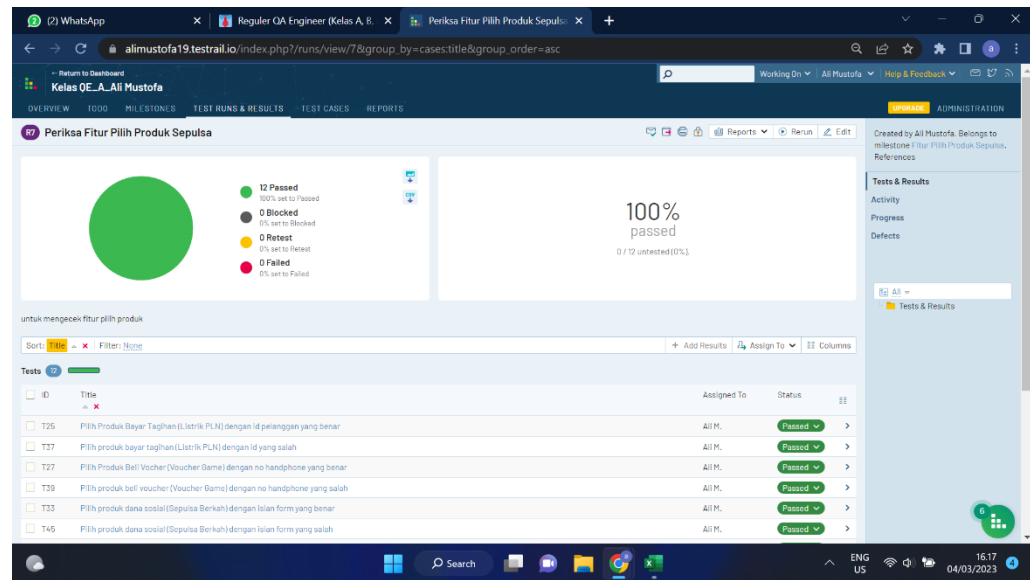 (2) WhatsApp
Reguler QA Engineer (Kelas A, B,
Periksa Fitur Pilih Produk Sepulsa
alimustofa19.testrail.io/index.php?/runs/view/7&group_by=cases:title&group_order=asc
a
← Return to Dashboard
Kelas QE_A_Ali Mustofa
Working On
Ali Mustofa
Help & Feedback
OVERVIEW TODO MILESTONES TEST RUNS & RESULTS TEST CASES REPORTS
UPGRADE ADMINISTRATION
R7 Periksa Fitur Pilih Produk Sepulsa
Reports Rerun Edit
12 Passed
100% set to Passed
0 Blocked
0% set to Blocked
0 Retest
0% set to Retest
0 Failed
0% set to Failed
CSV
100%
passed
0 / 12 untested (0%).
Created by Ali Mustofa. Belongs to
milestone Fitur Pilih Produk Sepulsa.
References
Tests & Results
Activity
Progress
Defects
All =
Tests & Results
untuk mengecek fitur pilih produk
Sort: Title Filter: None
+ Add Results Assign To Columns
Tests 12
ID Title Assigned To Status
T25 Pilih Produk Bayar Tagihan (Listrik PLN) dengan id pelanggan yang benar Ali M. Passed
T37 Pilih produk bayar tagihan (Listrik PLN) dengan id yang salah Ali M. Passed
T27 Pilih Produk Beli Vocher (Voucher Game) dengan no handphone yang benar Ali M. Passed
T39 Pilih produk beli voucher (Voucher Game) dengan no handphone yang salah Ali M. Passed
T33 Pilih produk dana sosial (Sepulsa Berkah) dengan isian form yang benar Ali M. Passed
T45 Pilih produk dana sosial (Sepulsa Berkah) dengan isian form yang salah Ali M. Passed
6
Search
ENG
US
16.17
04/03/2023
4